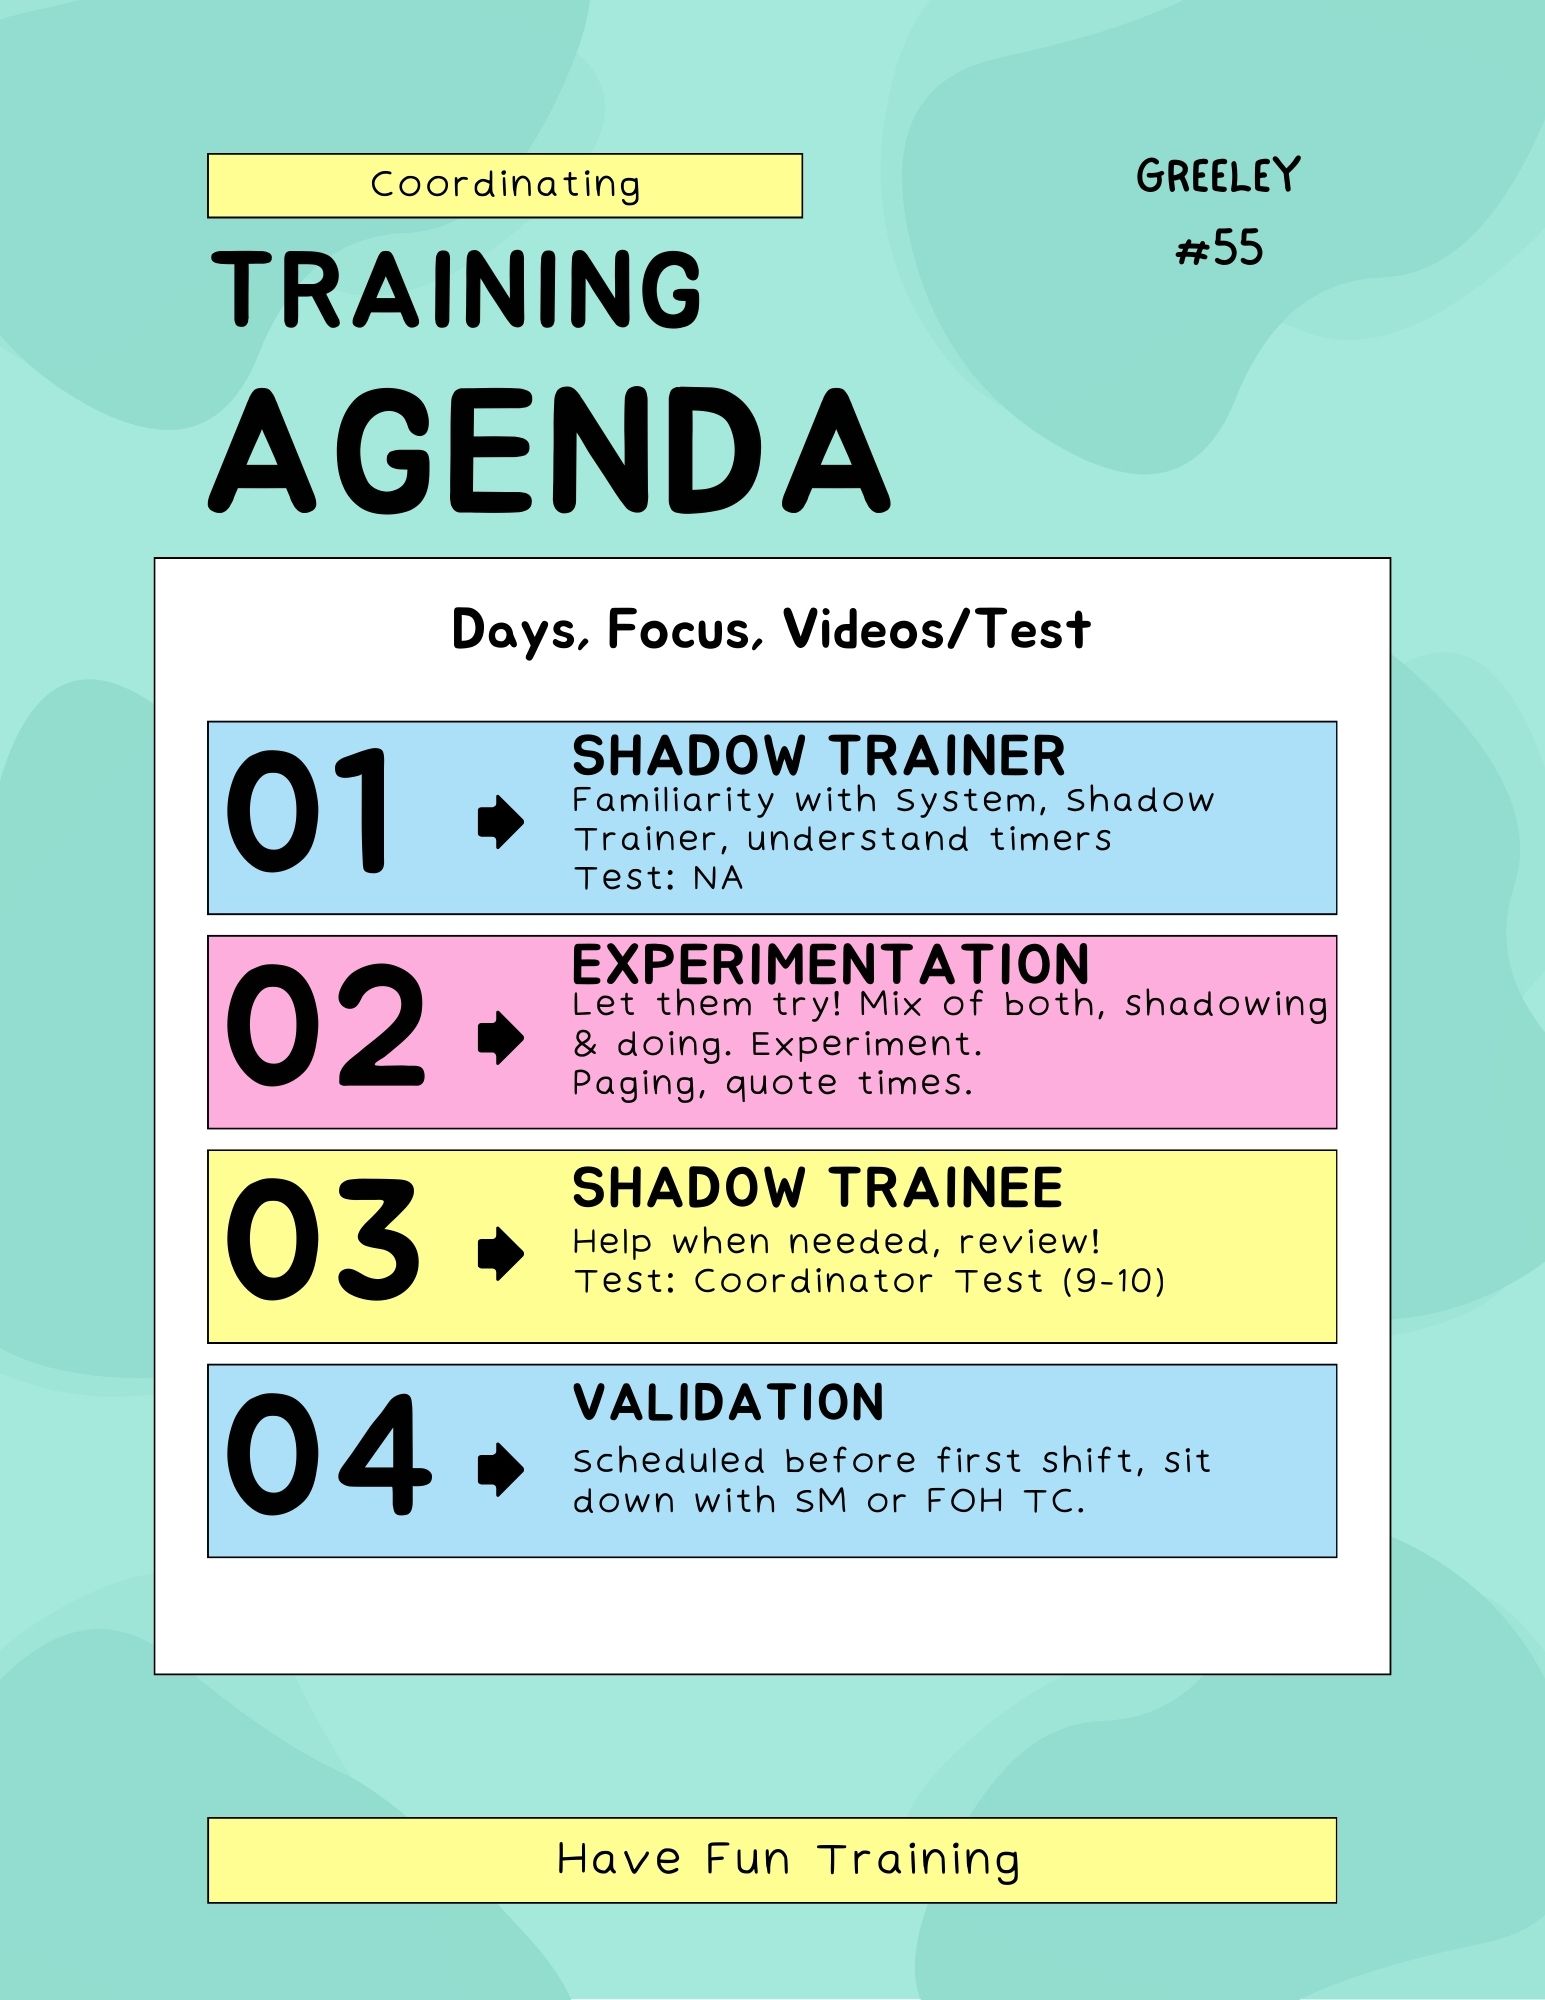 Coordinating
GREELEY
#55
TRAINING
AGENDA
Days, Focus, Videos/Test
01
SHADOW TRAINER
Familiarity with System, Shadow
Trainer, understand timers
Test: NA
02
EXPERIMENTATION
Let them try! Mix of both, shadowing
& doing. Experiment.
Paging, quote times.
03
SHADOW TRAINEE
Help when needed, review!
Test: Coordinator Test (9-10)
04
VALIDATION
Scheduled before first shift, sit
down with SM or FOH TC.
Have Fun Training